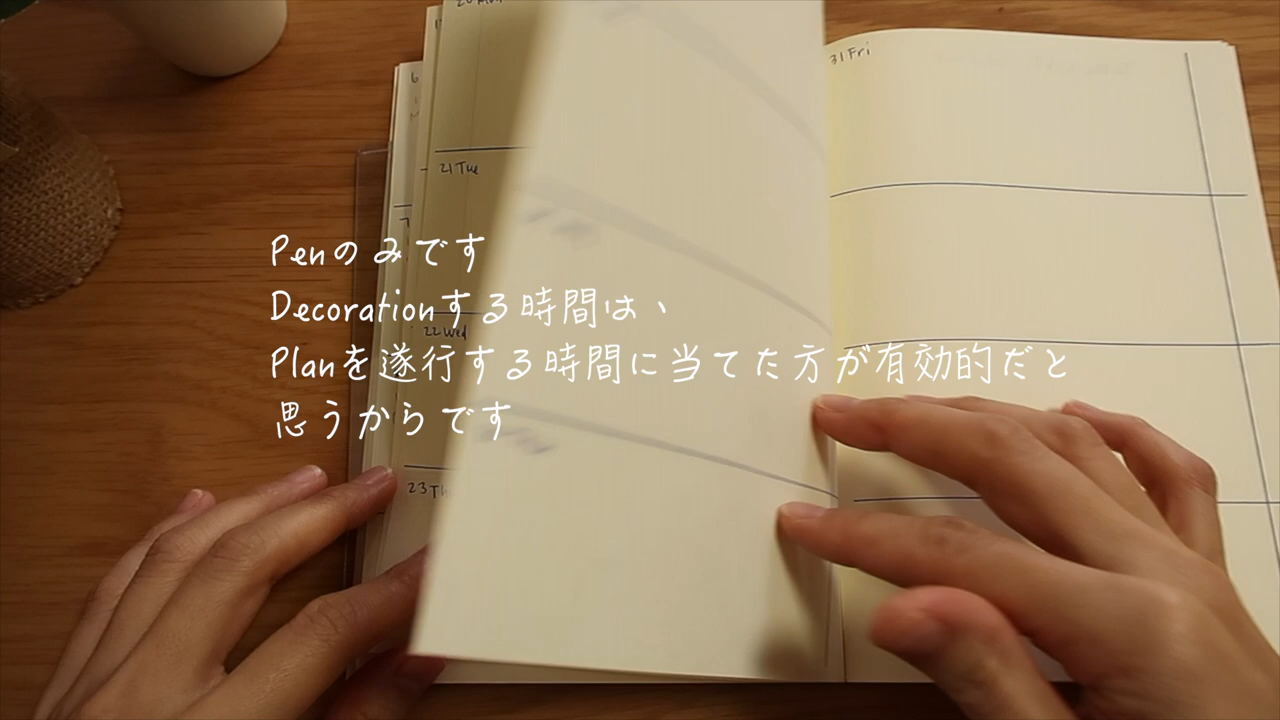 20 Mon
21 Tue
22 Wed
23 Th
31 Fri
Penのみです
Decorationする時間は、
Planを遂行する時間に当てた方が有効的だと
思うからです